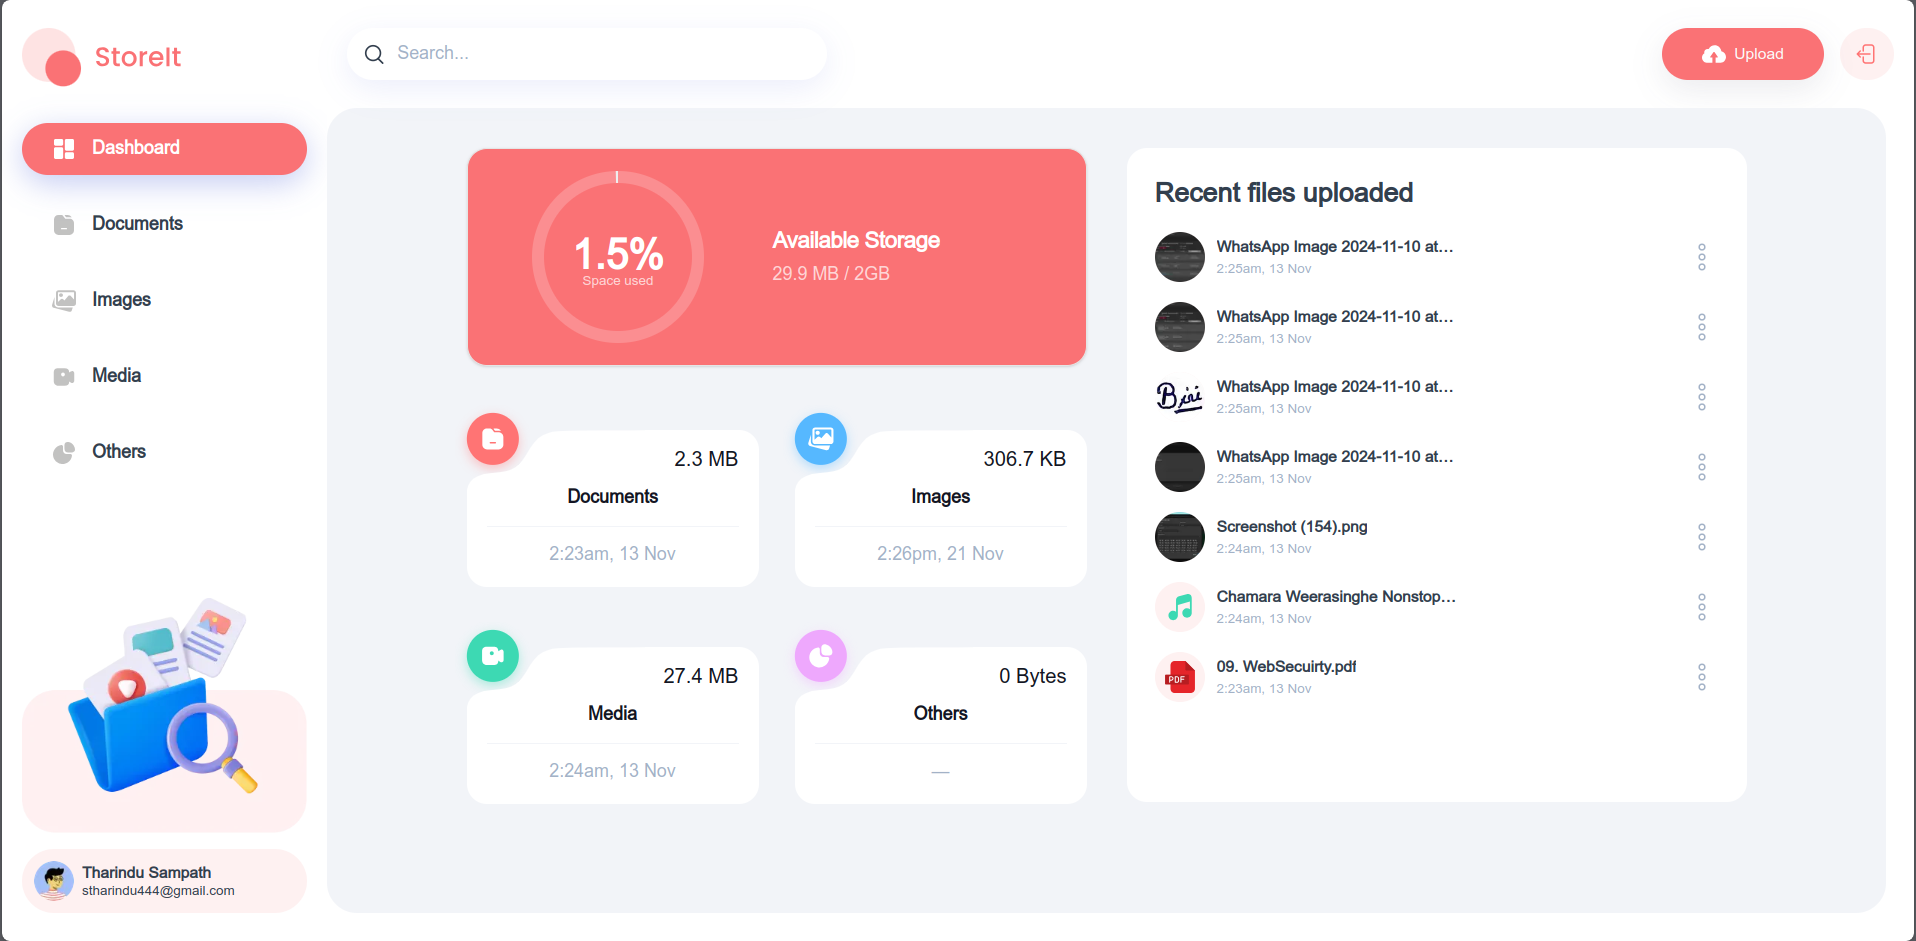 StoreIt
Search...
Upload
Dashboard
Documents
Images
Media
Others
Tharindu Sampath
stharindu444@gmail.com
1.5%
Space used
Available Storage
29.9 MB / 2GB
2.3 MB
Documents
2:23am, 13 Nov
306.7 KB
Images
2:26pm, 21 Nov
27.4 MB
Media
2:24am, 13 Nov
0 Bytes
Others
—
Recent files uploaded
WhatsApp Image 2024-11-10 at...
2:25am, 13 Nov
WhatsApp Image 2024-11-10 at...
2:25am, 13 Nov
WhatsApp Image 2024-11-10 at...
2:25am, 13 Nov
WhatsApp Image 2024-11-10 at...
2:25am, 13 Nov
Screenshot (154).png
2:24am, 13 Nov
Chamara Weerasinghe Nonstop...
2:24am, 13 Nov
PDF
09. WebSecuirty.pdf
2:23am, 13 Nov